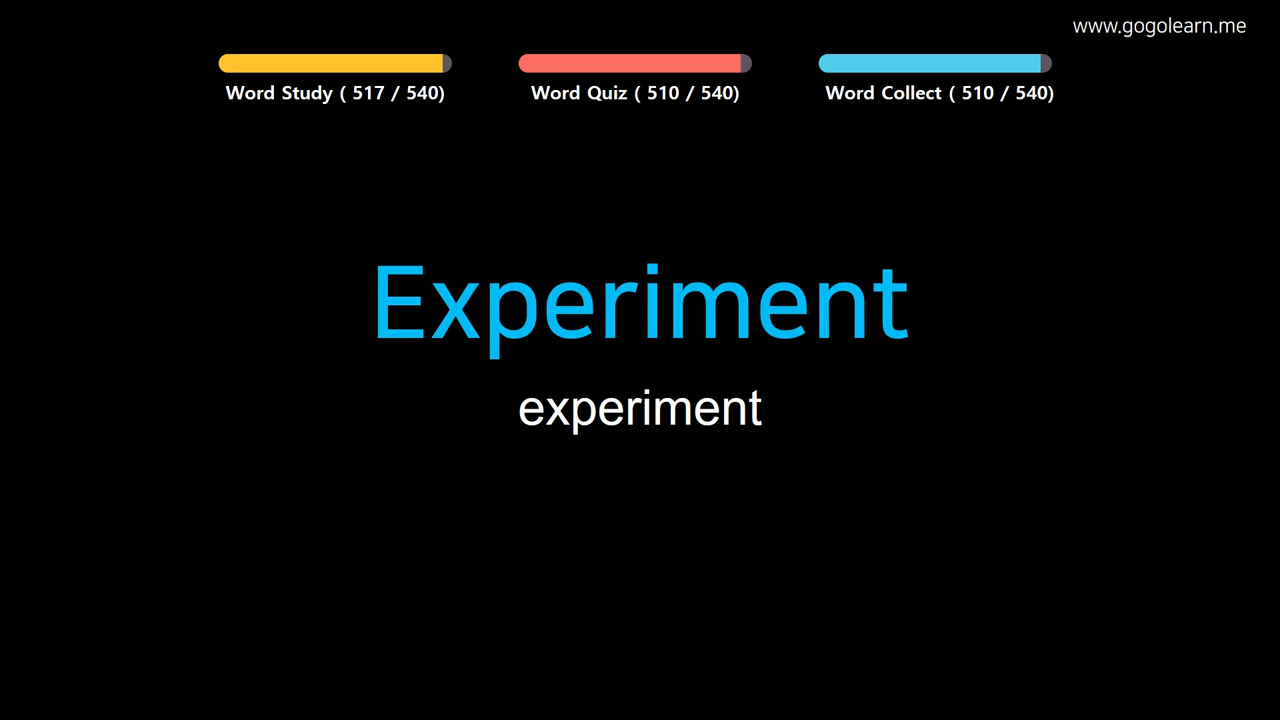 www.gogolearn.me
Word Study ( 517 / 540)
Word Quiz ( 510 / 540)
Word Collect ( 510 / 540)
Experiment
experiment